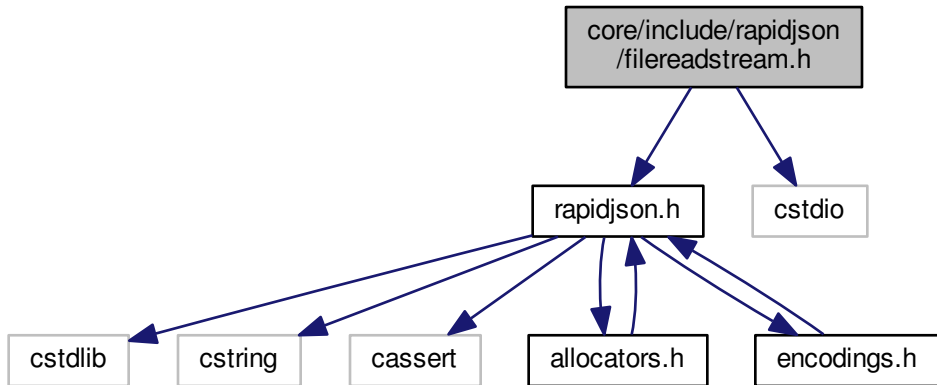 core/include/rapidjson
/filereadstream.h
rapidjson.h
cstdio
cstdlib
cstring
cassert
allocators.h
encodings.h